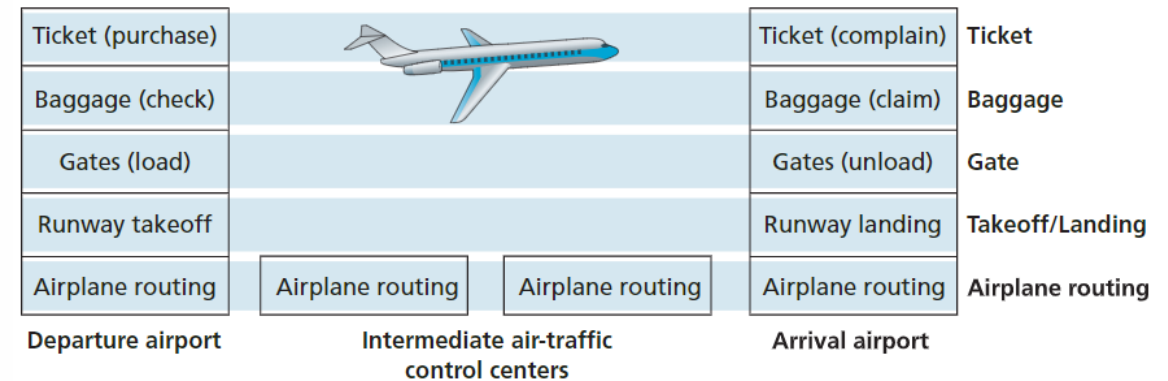 Ticket (purchase) Ticket (complain) Ticket
Baggage (check) Baggage (claim) Baggage
Gates (load) Gates (unload) Gate
Runway takeoff Runway landing Takeoff/Landing
Airplane routing Airplane routing Airplane routing Airplane routing Airplane routing
Departure airport Intermediate air-traffic Arrival airport
control centers